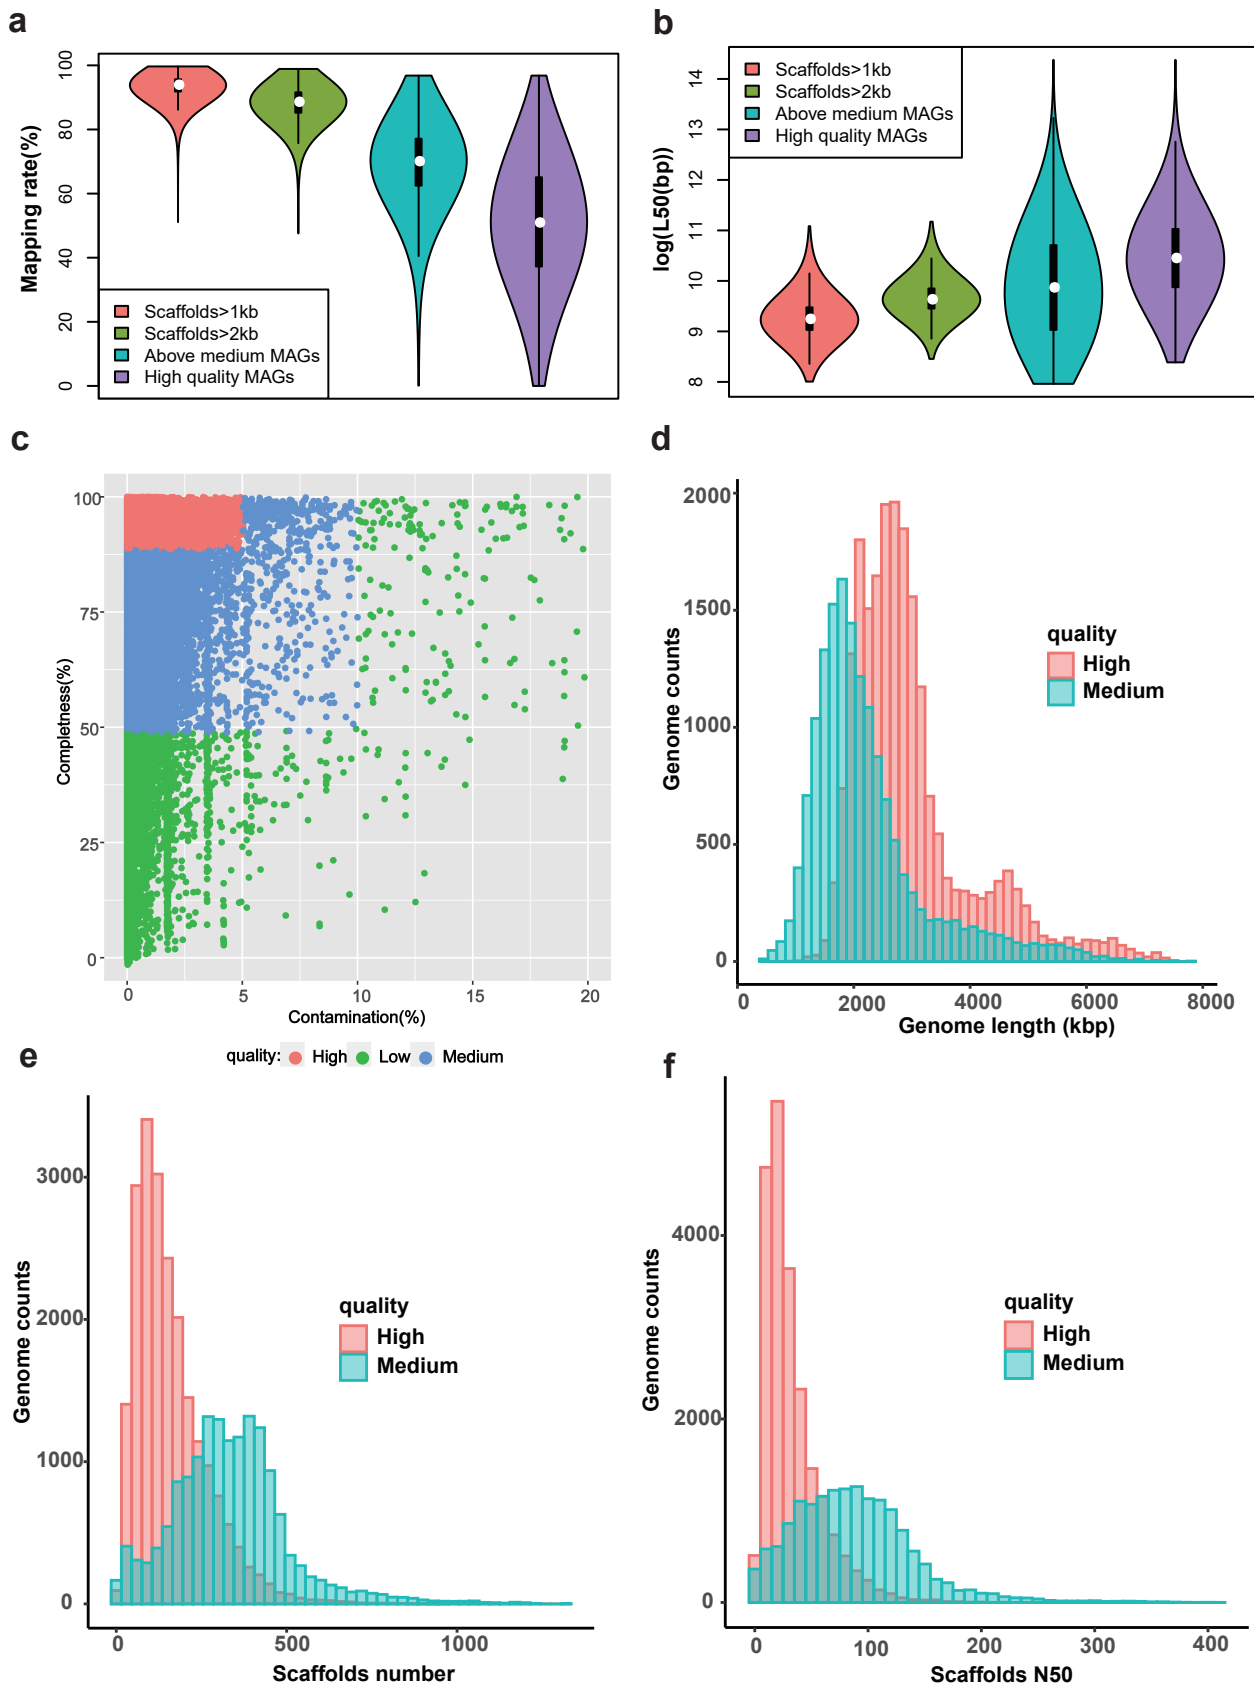 a
100
80
60
40
20
0
Mapping rate(%)
Scaffolds>1kb
Scaffolds>2kb
Above medium MAGs
High quality MAGs
b
14
13
12
11
10
9
8
log(L50(bp))
Scaffolds>1kb
Scaffolds>2kb
Above medium MAGs
High quality MAGs
c
100
75
50
25
0
Completness(%)
0 5 10 15 20
Contamination(%)
quality: High Low Medium
d
2000
1500
1000
500
0
Genome counts
quality
High
Medium
0 2000 4000 6000 8000
Genome length (kbp)
e
3000
2000
1000
0
Genome counts
quality
High
Medium
0 500 1000
Scaffolds number
f
4000
2000
0
Genome counts
quality
High
Medium
0 100 200 300 400
Scaffolds N50